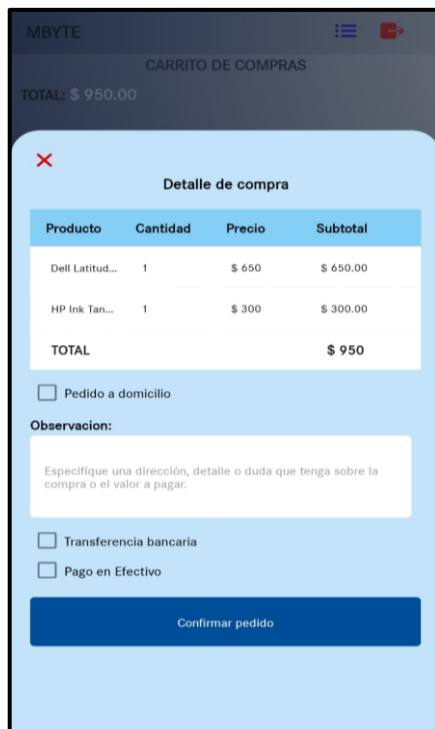 MBYTE
CARRITO DE COMPRAS
TOTAL: $ 950.00
Detalle de compra
Producto Cantidad Precio Subtotal
Dell Latitud... 1 $ 650 $ 650.00
HP Ink Tan... 1 $ 300 $ 300.00
TOTAL $ 950
Pedido a domicilio
Observacion:
Especifíque una dirección, detalle o duda que tenga sobre la
compra o el valor a pagar.
Transferencia bancaria
Pago en Efectivo
Confirmar pedido